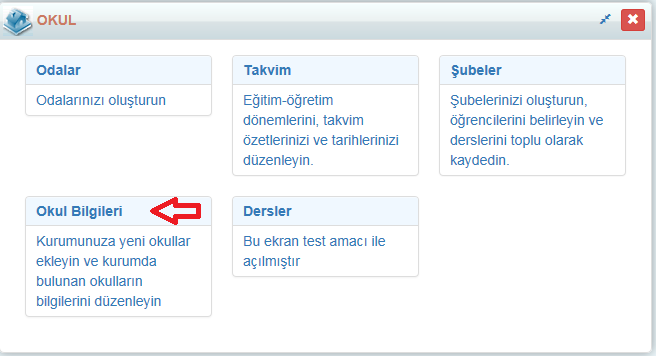 OKUL
Odalar
Odalarınızı oluşturun
Takvim
Eğitim-öğretim
dönemlerini, takvim
özetlerinizi ve tarihlerinizi
düzenleyin.
Şubeler
Şubelerinizi oluşturun,
öğrencilerini belirleyin ve
derslerini toplu olarak
kaydedin.
Okul Bilgileri
Kurumunuza yeni okullar
ekleyin ve kurumda
bulunan okulların
bilgilerini düzenleyin
Dersler
Bu ekran test amacı ile
açılmıştır